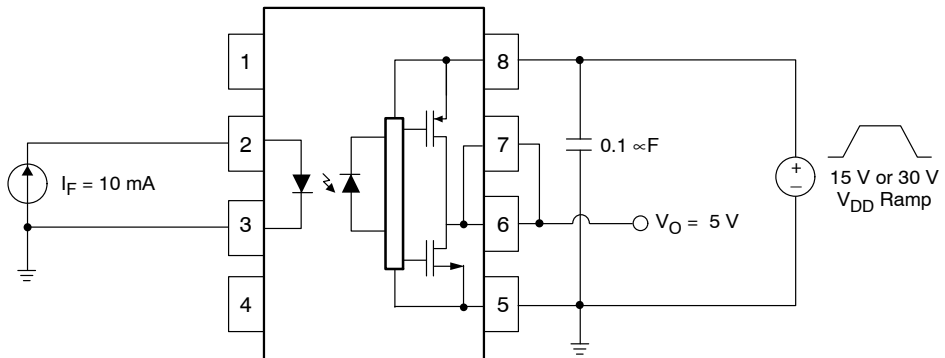 1
8
2
7
0.1 ∝F
+
–
15 V or 30 V
V_DD Ramp
I_F = 10 mA
3
6
V_O = 5 V
4
5